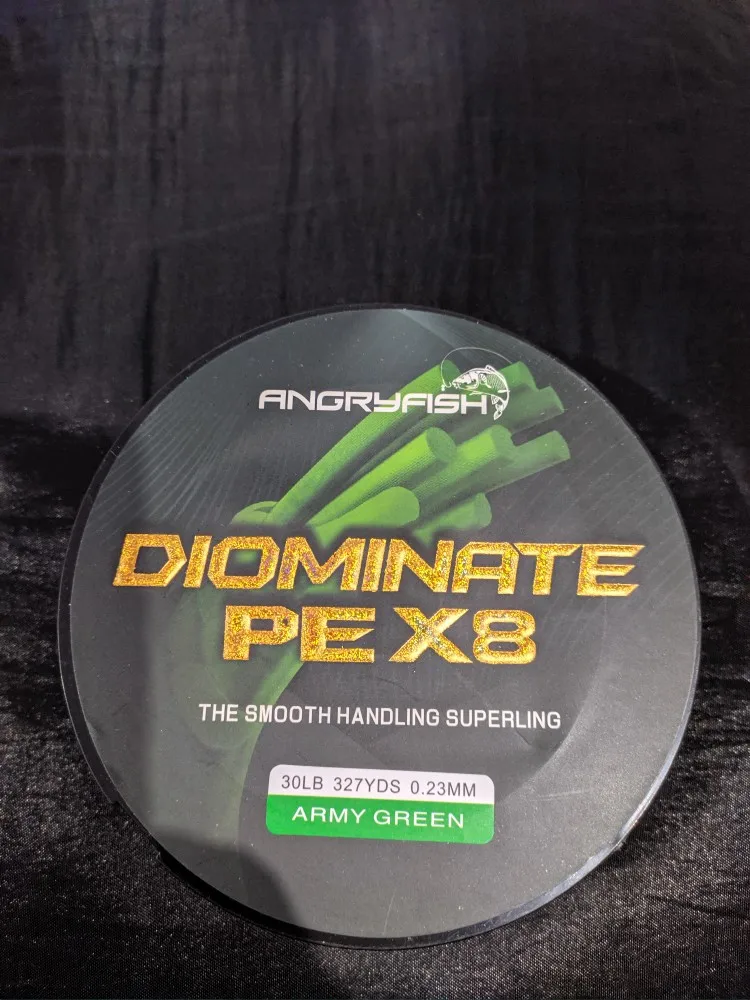 ANGRYFISH
DIOMINATE
PE X8
THE SMOOTH HANDLING SUPERLING
30LB 327YDS 0.23MM
ARMY GREEN